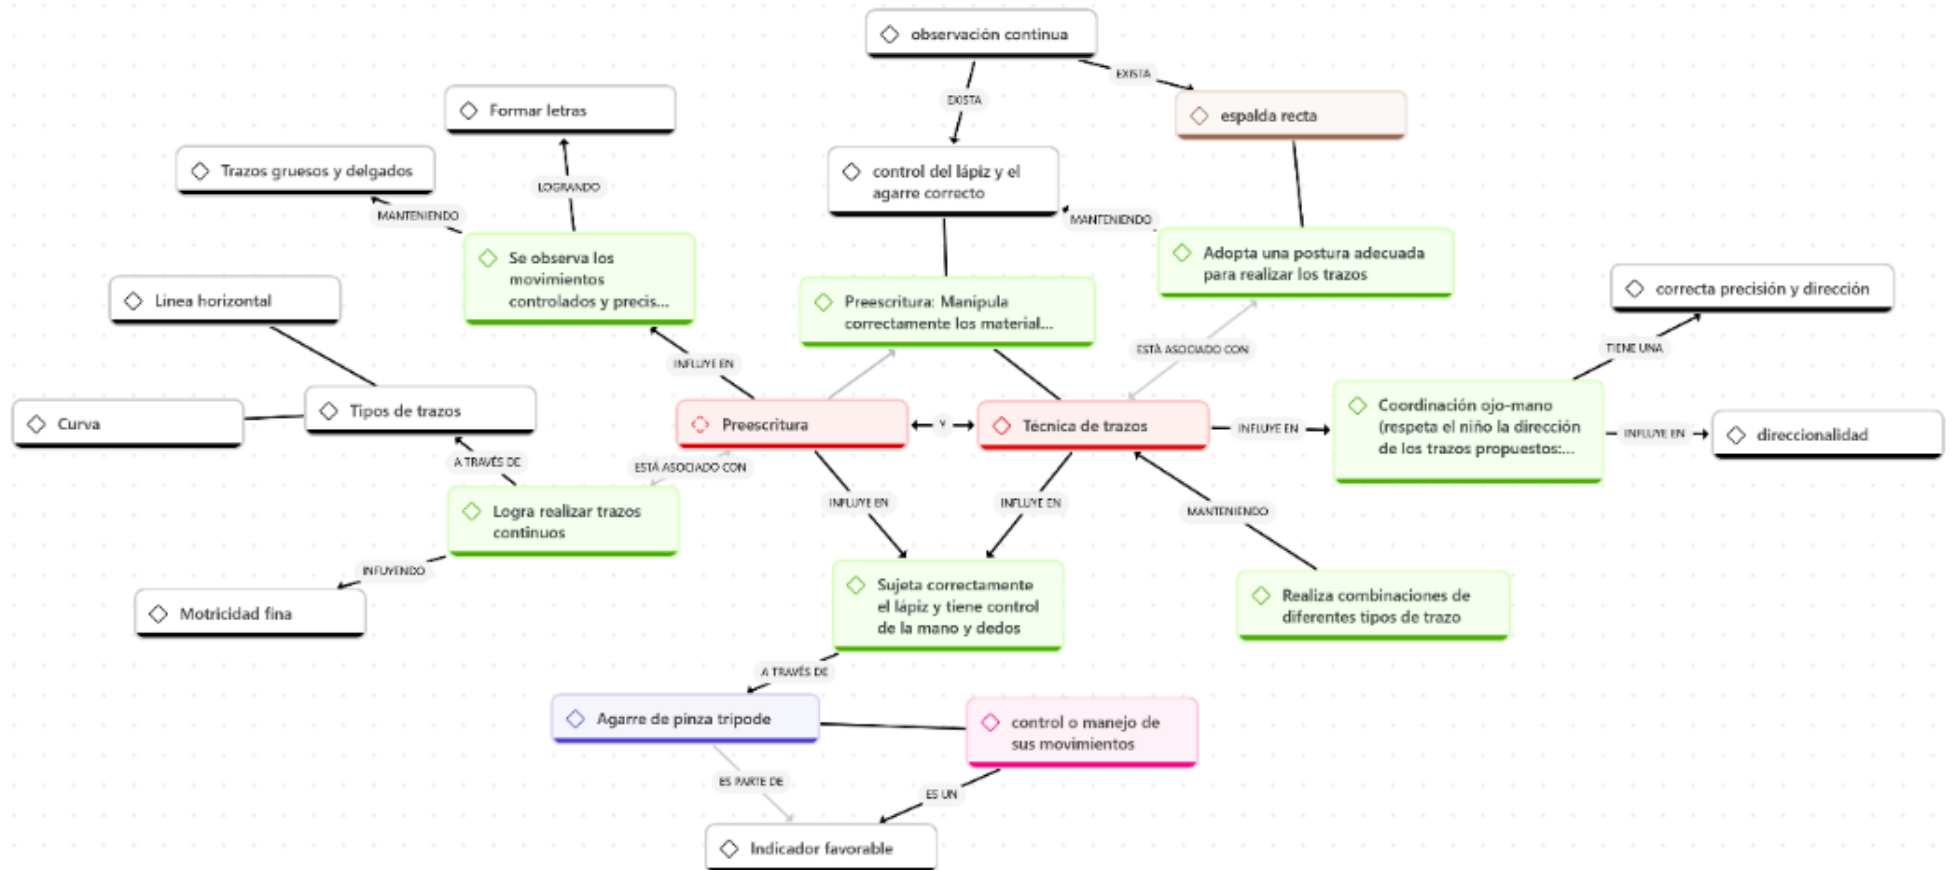 observación continua
EXISTA
EXISTA
espalda recta
Formar letras
Trazos gruesos y delgados
LOGRANDO
MANTENIENDO
control del lápiz y el
agarre correcto
MANTENIENDO
Se observa los
movimientos
controlados y precis...
Adopta una postura adecuada
para realizar los trazos
Linea horizontal
Preescritura: Manipula
correctamente los material...
correcta precisión y dirección
INFLUYE EN
ESTÁ ASOCIADO CON
TIENE UNA
Tipos de trazos
Curva
Preescritura
Y
Técnica de trazos
INFLUYE EN
Coordinación ojo-mano
(respeta el niño la dirección
de los trazos propuestos:...
INFLUYE EN
direccionalidad
A TRAVÉS DE
ESTÁ ASOCIADO CON
Logra realizar trazos
continuos
INFLUYE EN
INFLUYE EN
MANTENIENDO
INFUYENDO
Motricidad fina
Sujeta correctamente
el lápiz y tiene control
de la mano y dedos
Realiza combinaciones de
diferentes tipos de trazo
A TRAVÉS DE
Agarre de pinza tripode
control o manejo de
sus movimientos
ES PARTE DE
ES UN
Indicador favorable